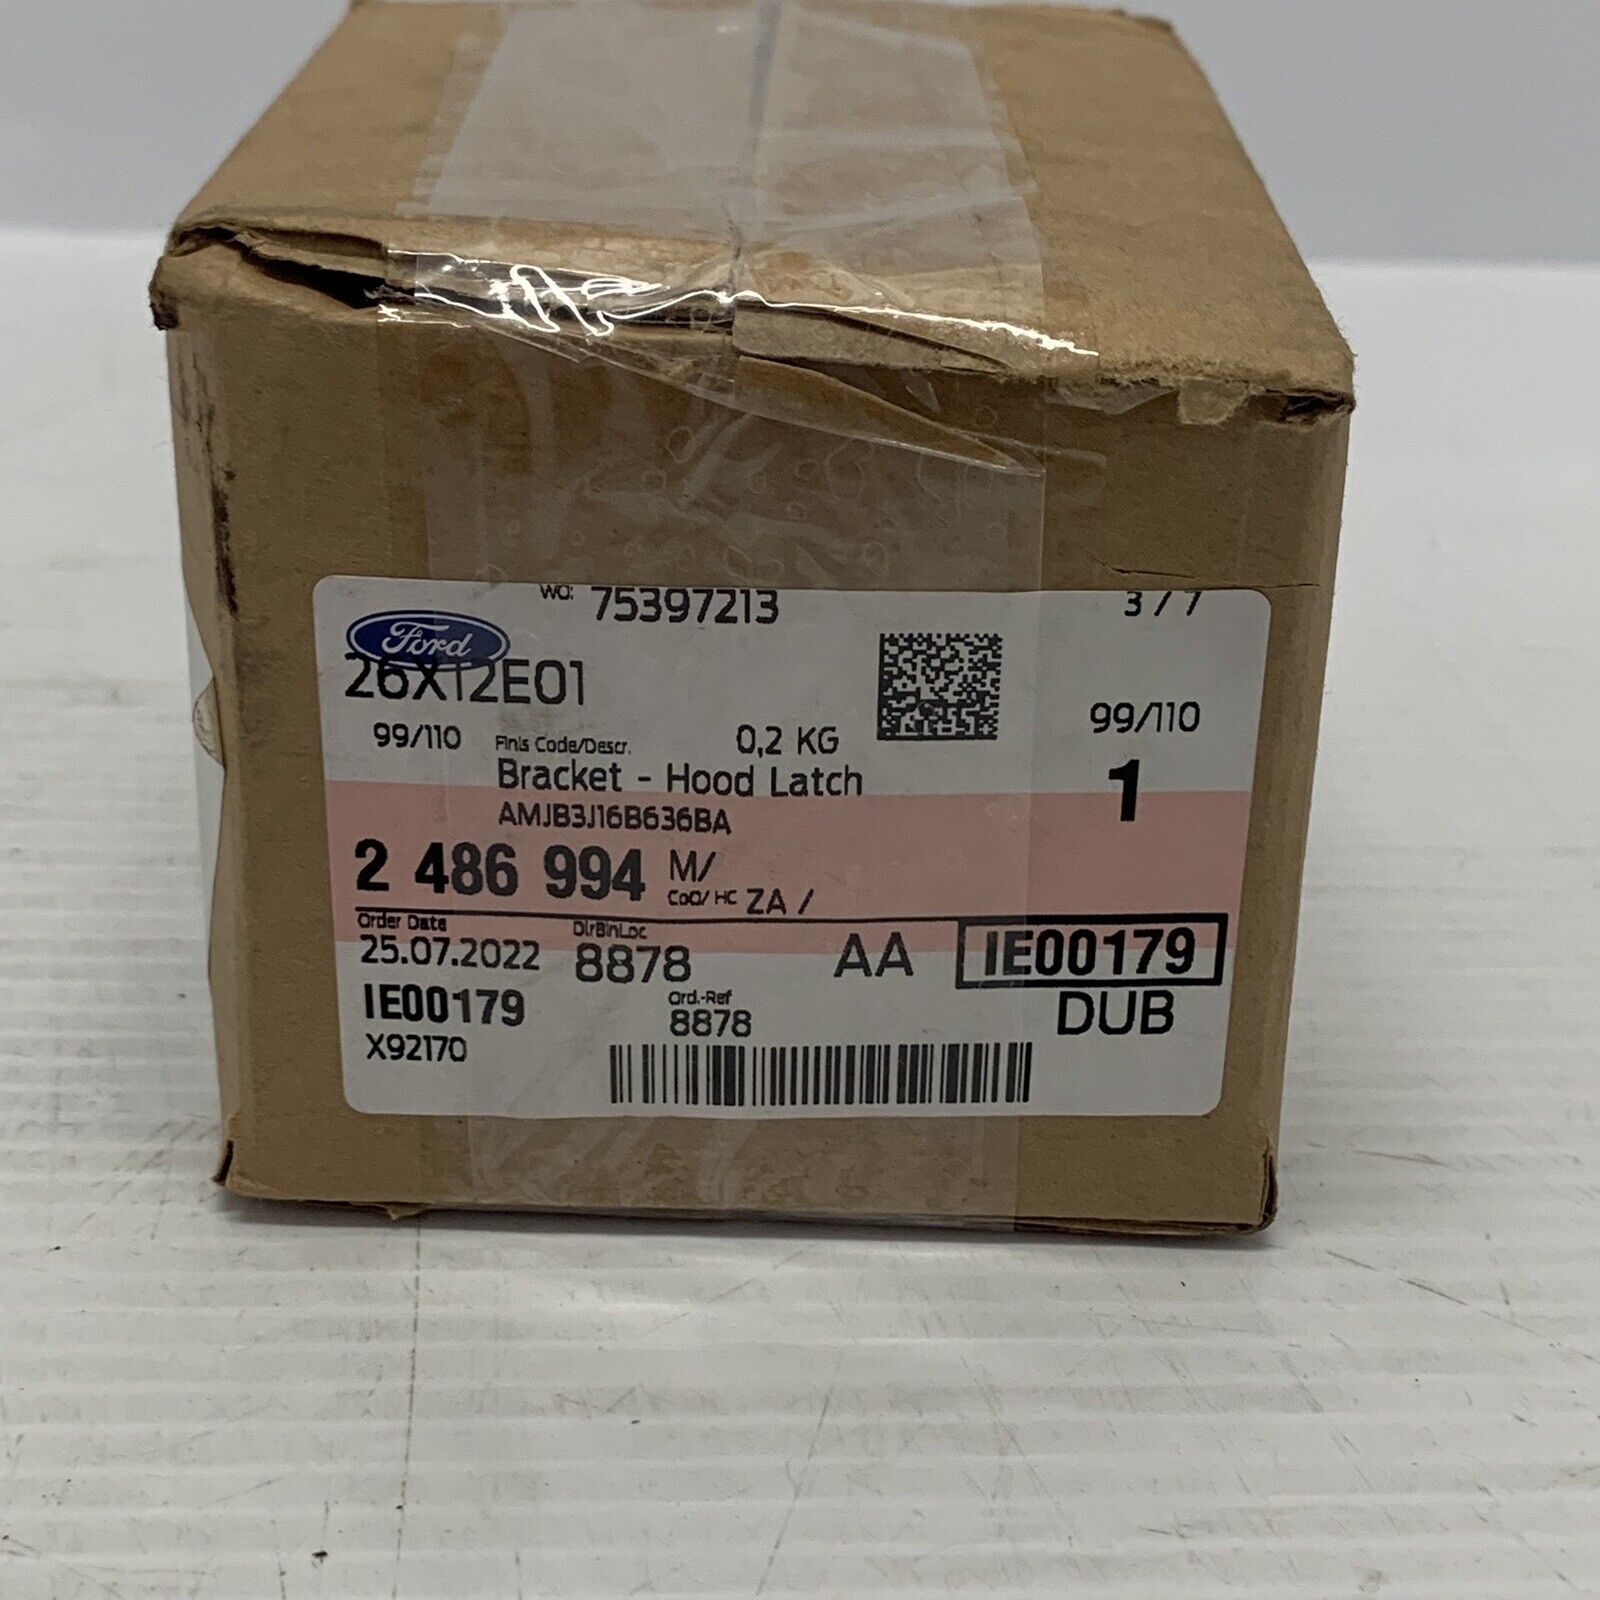 WO: 75397213 3 / 7
Ford
26X12E01
99/110 Finis Code/Descr. 0,2 KG 99/110
Bracket - Hood Latch 1
AMJB3J16B636BA
2 486 994 M/
CoO/ HC ZA /
Order Date DlrBinLoc
25.07.2022 8878 AA IE00179
IE00179 Ord.-Ref DUB
X92170 8878